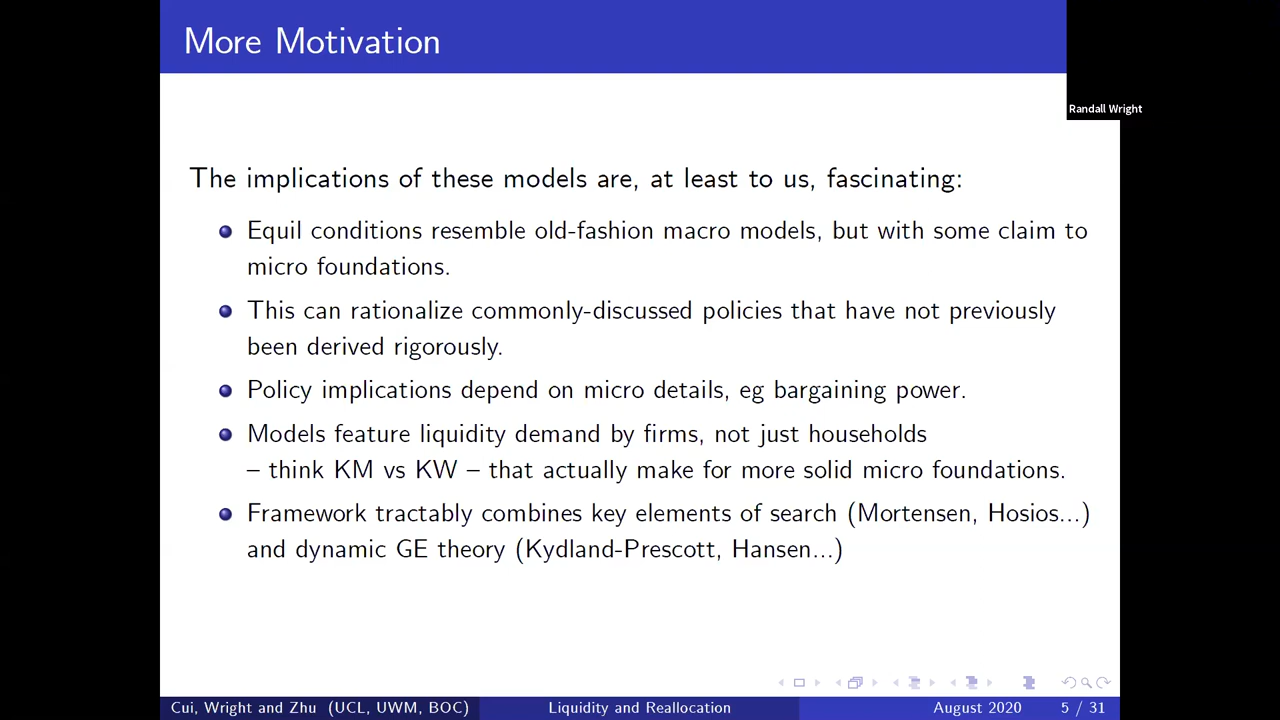 More Motivation
Randall Wright
The implications of these models are, at least to us, fascinating:
Equil conditions resemble old-fashion macro models, but with some claim to
micro foundations.
This can rationalize commonly-discussed policies that have not previously
been derived rigorously.
Policy implications depend on micro details, eg bargaining power.
Models feature liquidity demand by firms, not just households
– think KM vs KW – that actually make for more solid micro foundations.
Framework tractably combines key elements of search (Mortensen, Hosios...)
and dynamic GE theory (Kydland-Prescott, Hansen...)
Cui, Wright and Zhu (UCL, UWM, BOC) Liquidity and Reallocation August 2020 5 / 31